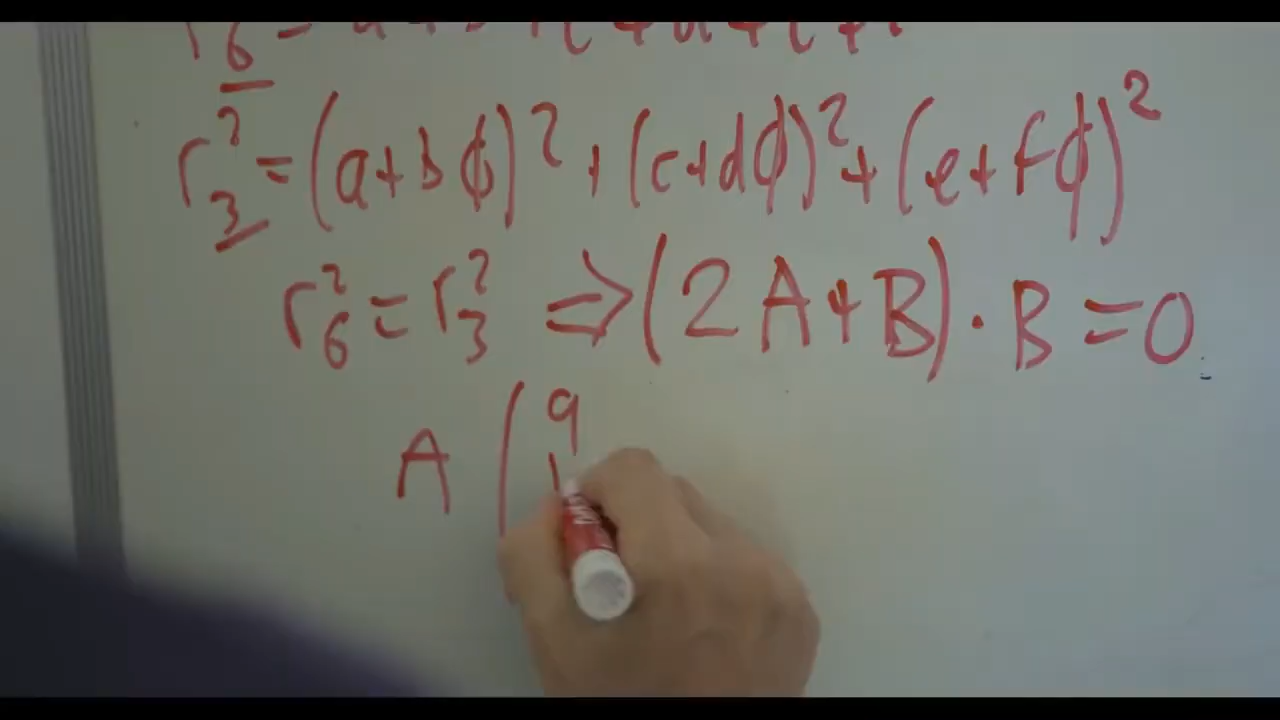 r₃² = (a+bϕ)² + (c+dϕ)² + (e+fϕ)²
r₆² = r₃² ⇒ (2A+B)·B=0
A (a